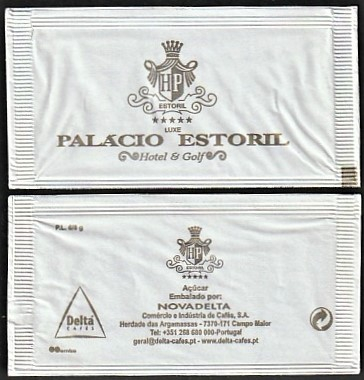 HP
ESTORIL
★★★★★
LUXE
PALÁCIO ESTORIL
Hotel & Golf
P.L. 6/8 g
HP
ESTORIL
★★★★★
Açúcar
Embalado por:
NOVADELTA
Comércio e Indústria de Cafés, S.A.
Herdade das Argamassas - 7370-171 Campo Maior
Tel: +351 268 680 000-Portugal
geral@delta-cafes.pt - www.delta-cafes.pt
Delta
CAFÉS